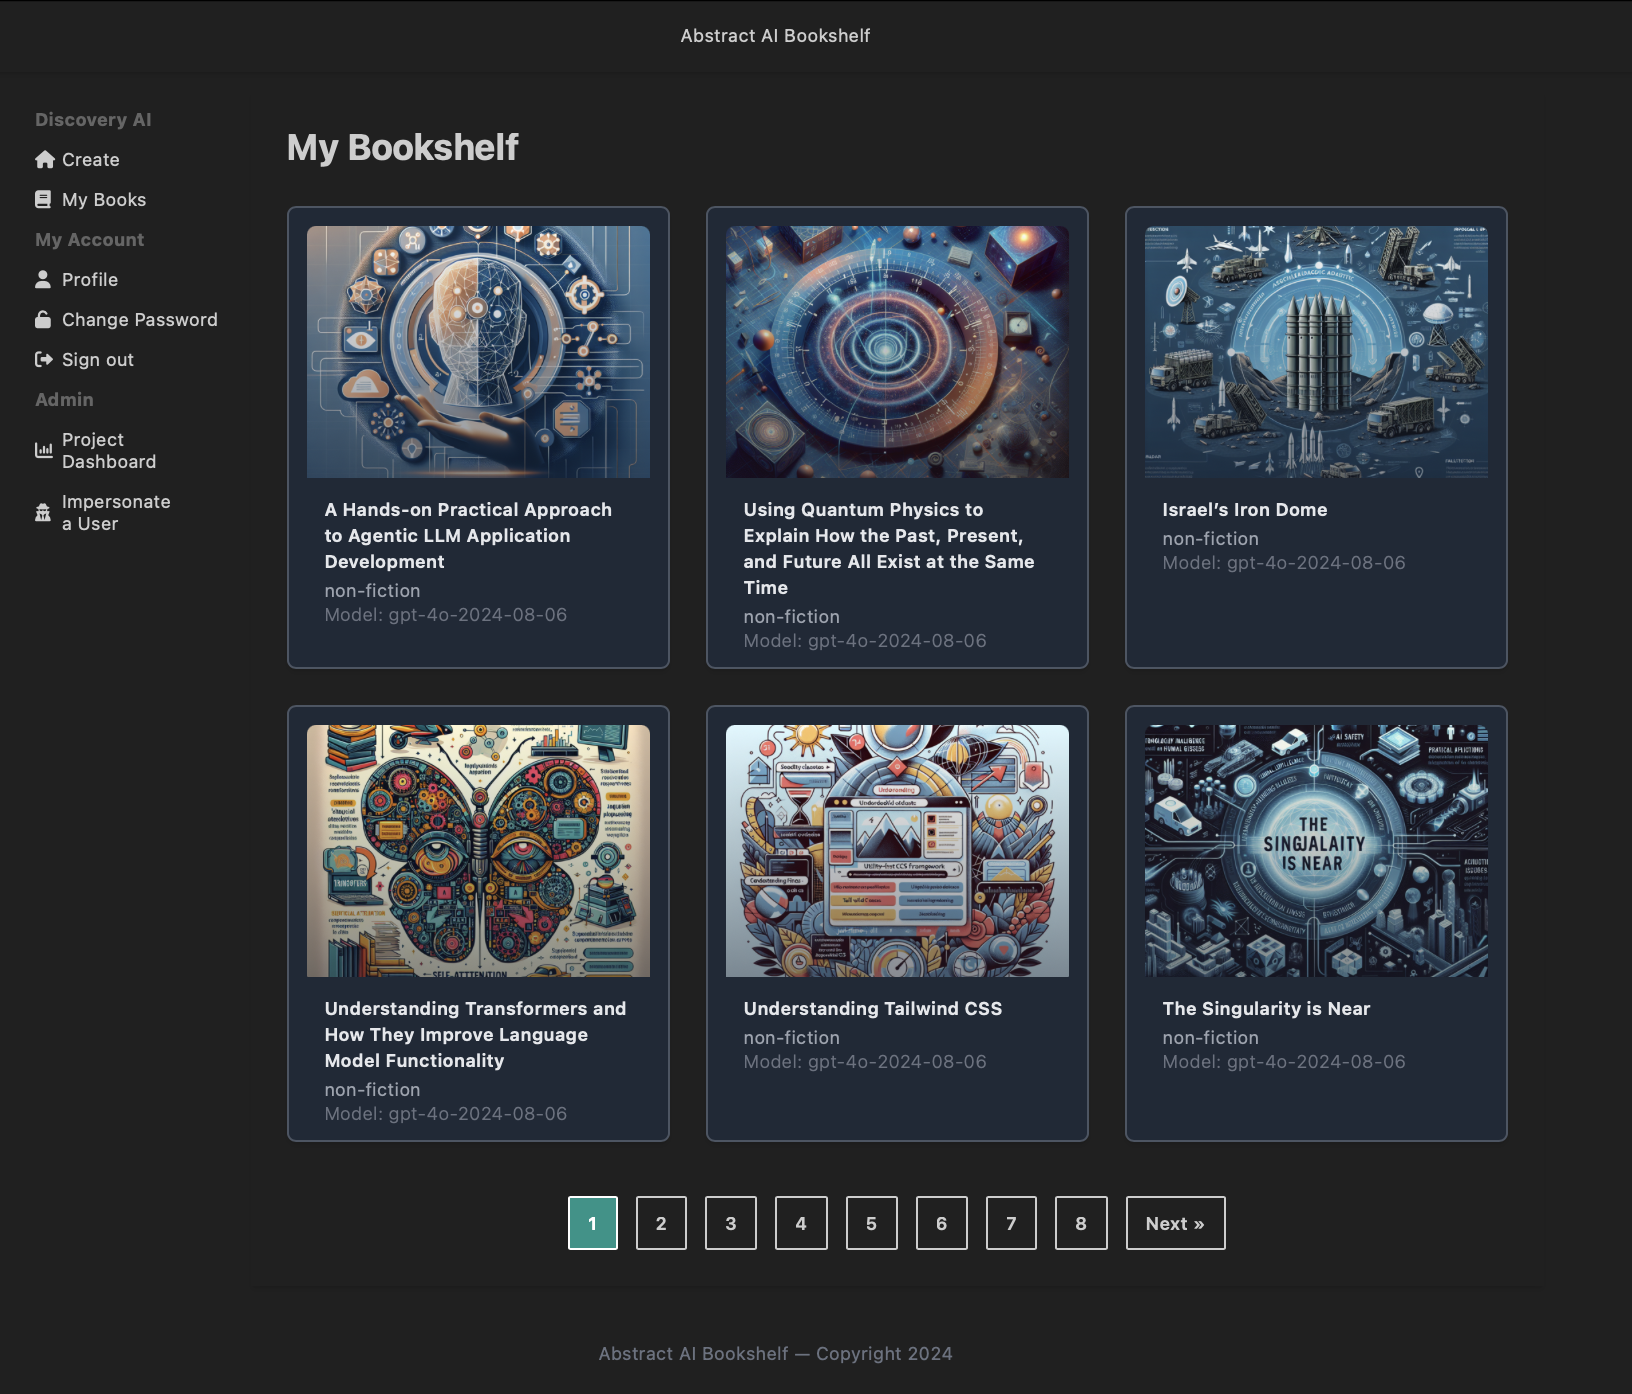 Abstract AI Bookshelf
Discovery AI
Create
My Books
My Account
Profile
Change Password
Sign out
Admin
Project
Dashboard
Impersonate
a User
My Bookshelf
A Hands-on Practical Approach
to Agentic LLM Application
Development
non-fiction
Model: gpt-4o-2024-08-06
Using Quantum Physics to
Explain How the Past, Present,
and Future All Exist at the Same
Time
non-fiction
Model: gpt-4o-2024-08-06
Israel’s Iron Dome
non-fiction
Model: gpt-4o-2024-08-06
Understanding Transformers and
How They Improve Language
Model Functionality
non-fiction
Model: gpt-4o-2024-08-06
Understanding Tailwind CSS
non-fiction
Model: gpt-4o-2024-08-06
AI SAFETY
THE
SINGJALAITY
IS NEAR
The Singularity is Near
non-fiction
Model: gpt-4o-2024-08-06
1 2 3 4 5 6 7 8 Next »
Abstract AI Bookshelf — Copyright 2024